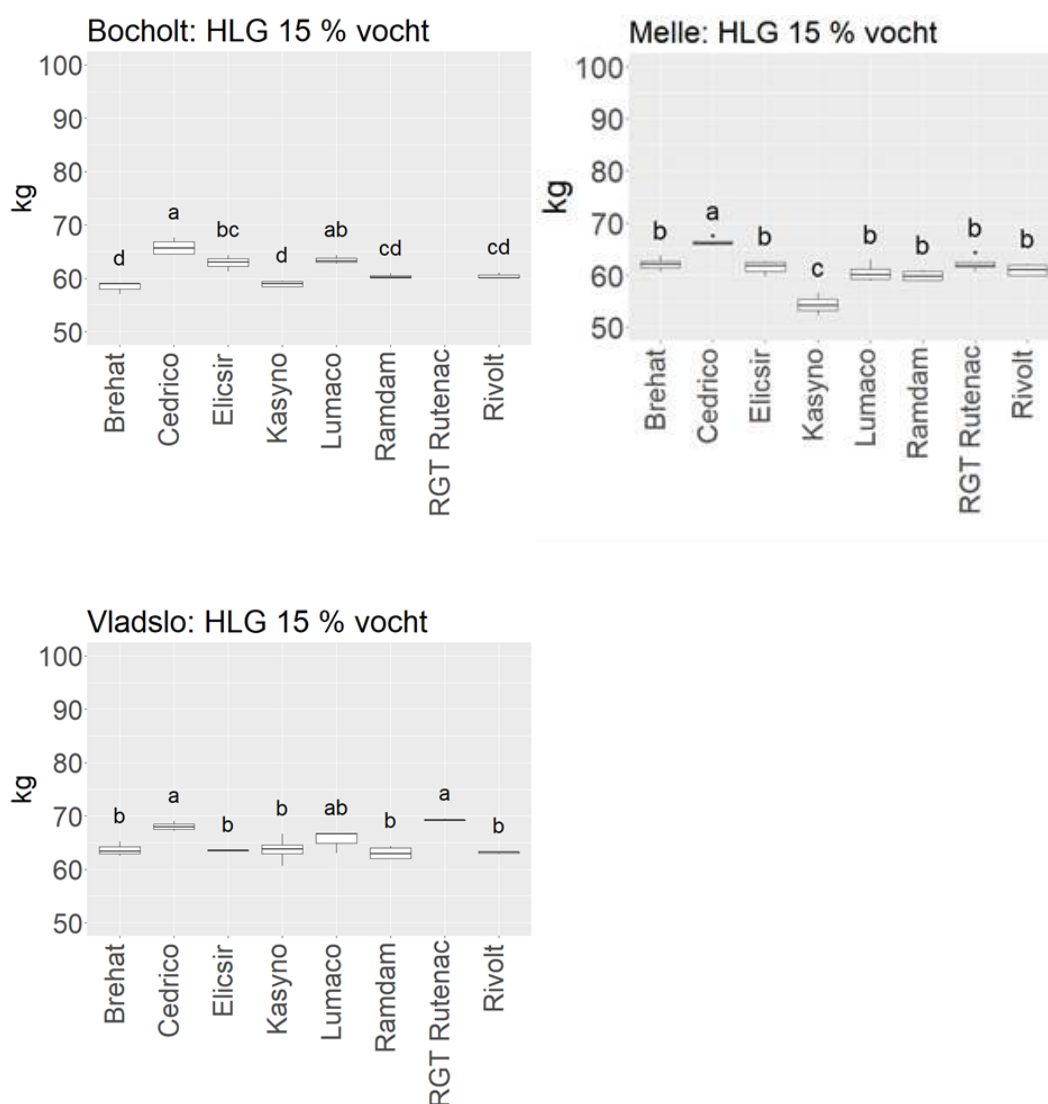 Bocholt: HLG 15 % vocht
100
90
80
70
60
50
kg
d
a
bc
d
ab
cd
cd
Brehat
Cedrico
Elicsir
Kasyno
Lumaco
Ramdam
RGT Rutenac
Rivolt
Melle: HLG 15 % vocht
100
90
80
70
60
50
kg
b
a
b
c
b
b
b
b
Brehat
Cedrico
Elicsir
Kasyno
Lumaco
Ramdam
RGT Rutenac
Rivolt
Vladslo: HLG 15 % vocht
100
90
80
70
60
50
kg
b
a
b
b
ab
b
a
b
Brehat
Cedrico
Elicsir
Kasyno
Lumaco
Ramdam
RGT Rutenac
Rivolt